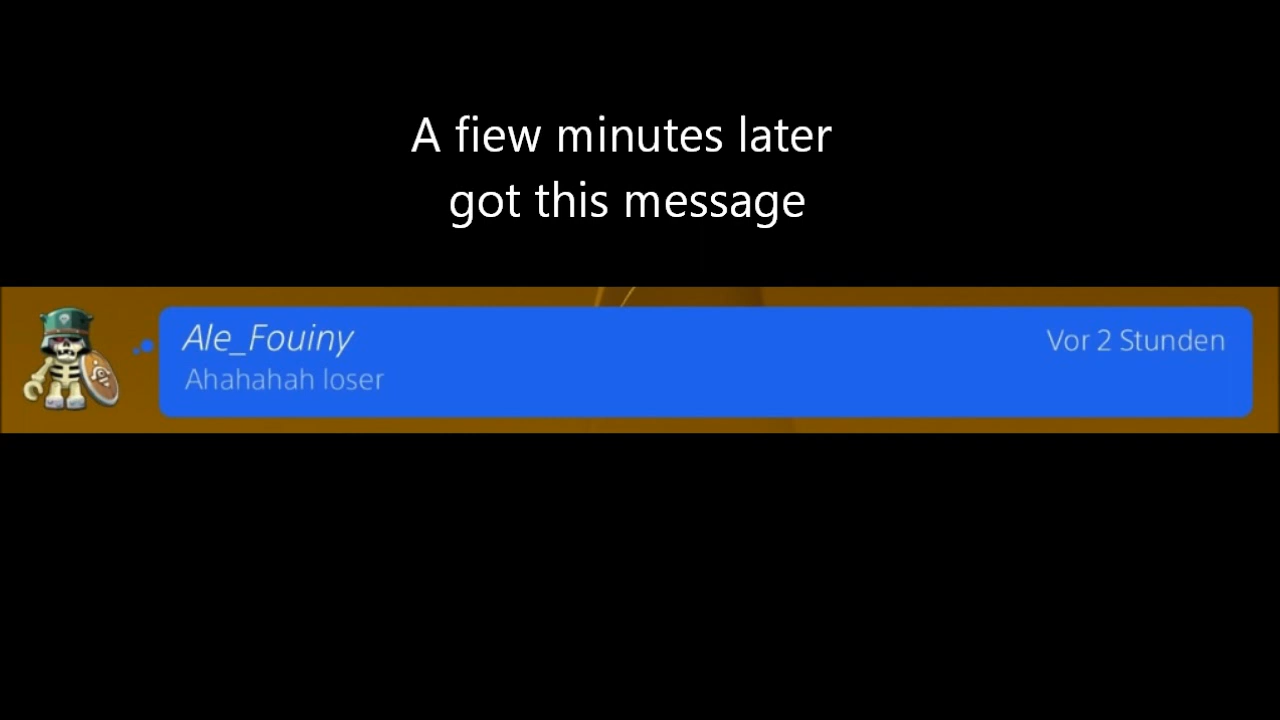 A fiew minutes later
got this message
Ale_Fouiny
Vor 2 Stunden
Ahahahah loser